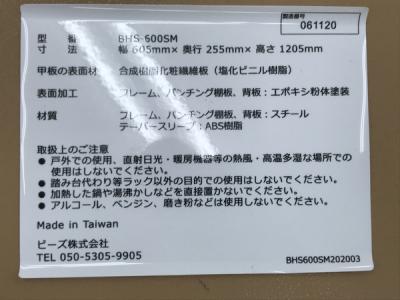 製造番号
061120
型 番 BHS-600SM
寸 法 幅 605mm× 奥行 255mm× 高さ 1205mm
甲板の表面材 合成樹脂化粧繊維板（塩化ビニル樹脂）
表面加工 フレーム、パンチング棚板、背板：エポキシ粉体塗装
材質 フレーム、パンチング棚板、背板：スチール
テーパースリーブ：ABS樹脂
取扱上のご注意
● 戸外での使用、直射日光・暖房機器等の熱風・高温多湿な場所での
使用はしないでください。
● 踏み台代わり等ラック以外の目的での使用はしないでください。
● 加熱した鍋や湯沸かしなどを直接置かないでください。
● アルコール、ベンジン、磨き粉などは使用しないでください。
Made in Taiwan
ビーズ株式会社
TEL 050-5305-9905
BHS600SM202003